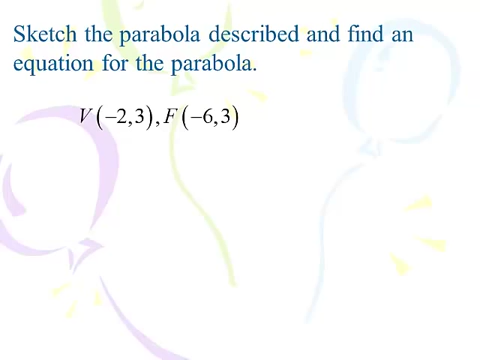 Sketch the parabola described and find an
equation for the parabola.
V(−2,3), F(−6,3)